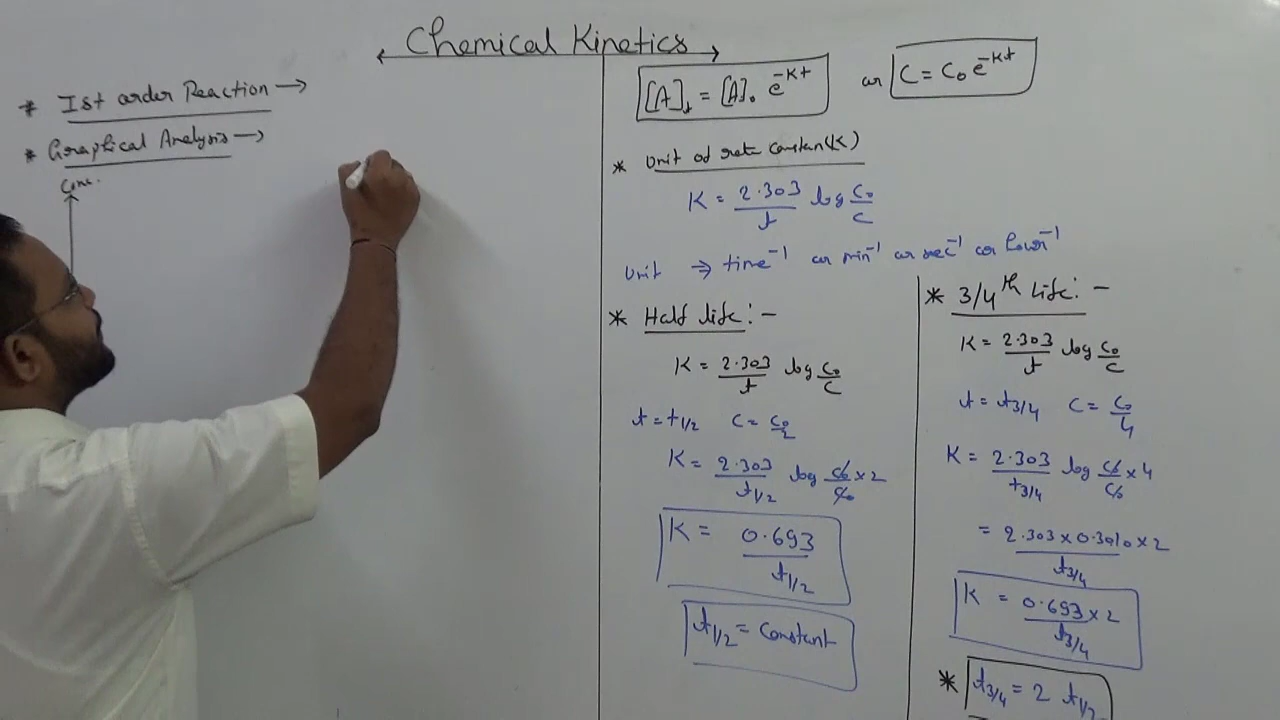 Chemical Kinetics
* Ist order Reaction →
* Graphical Analysis →
Conc.
[A]t = [A]₀ e^-Kt or C = C₀ e^-Kt
* Unit of rate constant (K)
K = 2.303/t log C₀/C
Unit → time⁻¹ or min⁻¹ or sec⁻¹ or hour⁻¹
* Half life :-
K = 2.303/t log C₀/C
t = t1/2 C = C₀/2
K = 2.303/t1/2 log C₀/C₀ × 2
K = 0.693/t1/2
t1/2 = Constant
* 3/4th Life :-
K = 2.303/t log C₀/C
t = t3/4 C = C₀/4
K = 2.303/t3/4 log C₀/C₀ × 4
= 2.303 × 0.3010 × 2/t3/4
K = 0.693 × 2/t3/4
* t3/4 = 2 t1/2